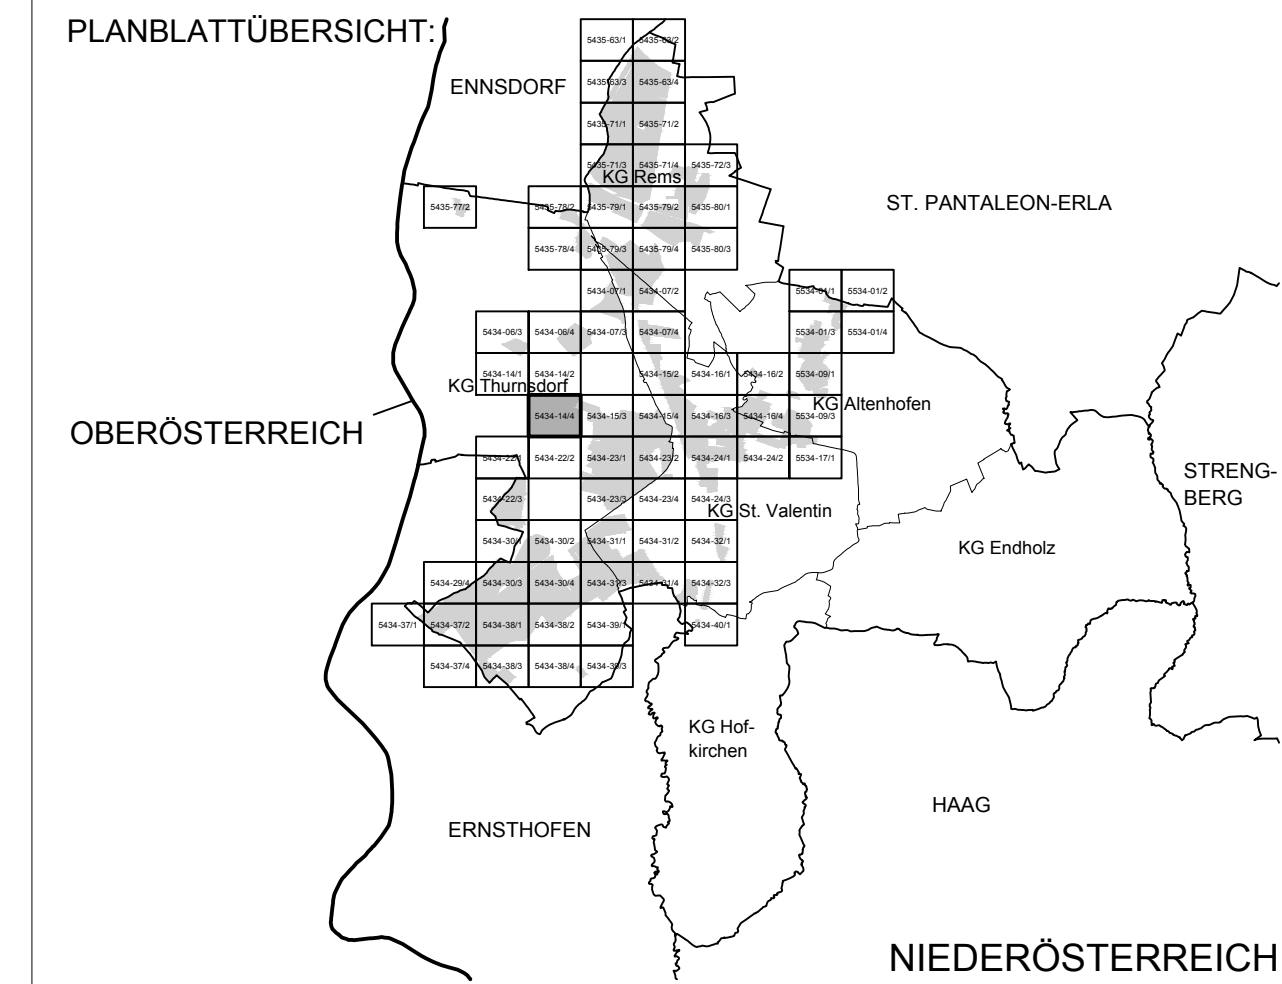 PLANBLATTÜBERSICHT:
5435-63/1 5435-63/2
ENNSDORF
5435-63/3 5435-63/4
5435-71/1 5435-71/2
5435-71/3 5435-71/4 5435-72/3
KG Rems
5435-77/2 5435-78/2 5435-79/1 5435-79/2 5435-80/1
ST. PANTALEON-ERLA
5435-78/4 5435-79/3 5435-79/4 5435-80/3
5434-07/1 5434-07/2 5534-01/1 5534-01/2
5434-06/3 5434-06/4 5434-07/3 5434-07/4 5534-01/3 5534-01/4
5434-14/1 5434-14/2 5434-15/2 5434-16/1 5434-16/2 5534-09/1
KG Thurnsdorf
KG Altenhofen
5434-14/4 5434-15/3 5434-15/4 5434-16/3 5434-16/4 5534-09/3
OBERÖSTERREICH
5434-22/1 5434-22/2 5434-23/1 5434-23/2 5434-24/1 5434-24/2 5534-17/1
STRENG-
BERG
5434-22/3 5434-23/3 5434-23/4 5434-24/3
KG St. Valentin
5434-30/1 5434-30/2 5434-31/1 5434-31/2 5434-32/1
KG Endholz
5434-29/4 5434-30/3 5434-30/4 5434-31/3 5434-31/4 5434-32/3
5434-37/1 5434-37/2 5434-38/1 5434-38/2 5434-39/1 5434-40/1
5434-37/4 5434-38/3 5434-38/4 5434-39/3
KG Hof-
kirchen
HAAG
ERNSTHOFEN
NIEDERÖSTERREICH